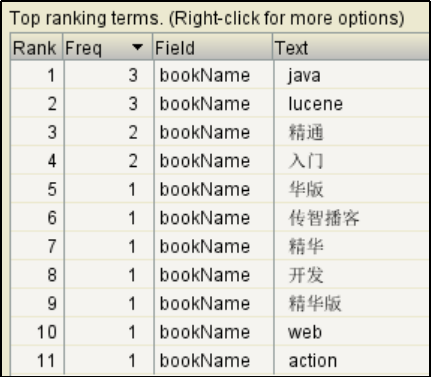 Top ranking terms. (Right-click for more options)
Rank Freq Field Text
1 3 bookName java
2 3 bookName lucene
3 2 bookName 精通
4 2 bookName 入门
5 1 bookName 华版
6 1 bookName 传智播客
7 1 bookName 精华
8 1 bookName 开发
9 1 bookName 精华版
10 1 bookName web
11 1 bookName action